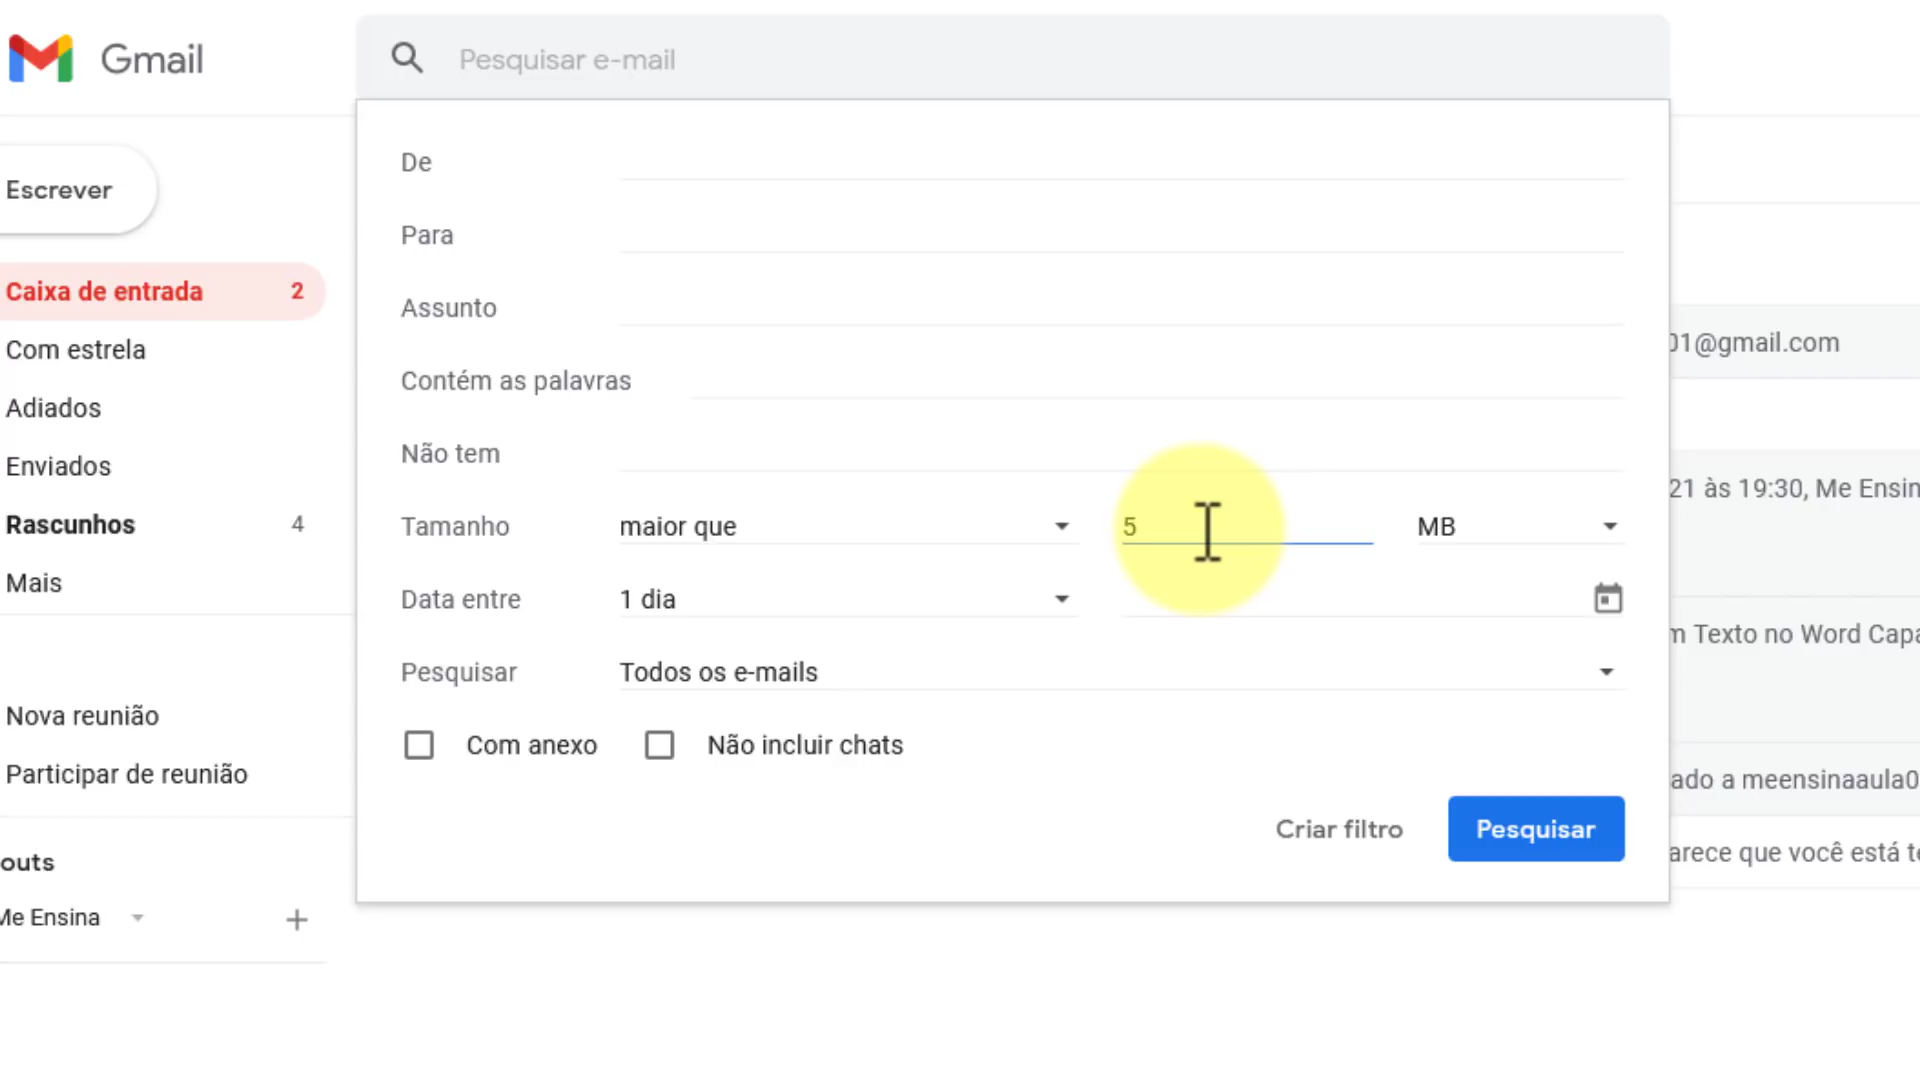 Gmail
Pesquisar e-mail
Escrever
Caixa de entrada 2
Com estrela
Adiados
Enviados
Rascunhos 4
Mais
Nova reunião
Participar de reunião
outs
Me Ensina
De
Para
Assunto
Contém as palavras
Não tem
Tamanho maior que 5 MB
Data entre 1 dia
Pesquisar Todos os e-mails
Com anexo Não incluir chats
Criar filtro Pesquisar
01@gmail.com
21 às 19:30, Me Ensin
m Texto no Word Capa
ado a meensinaaula0
arece que você está te